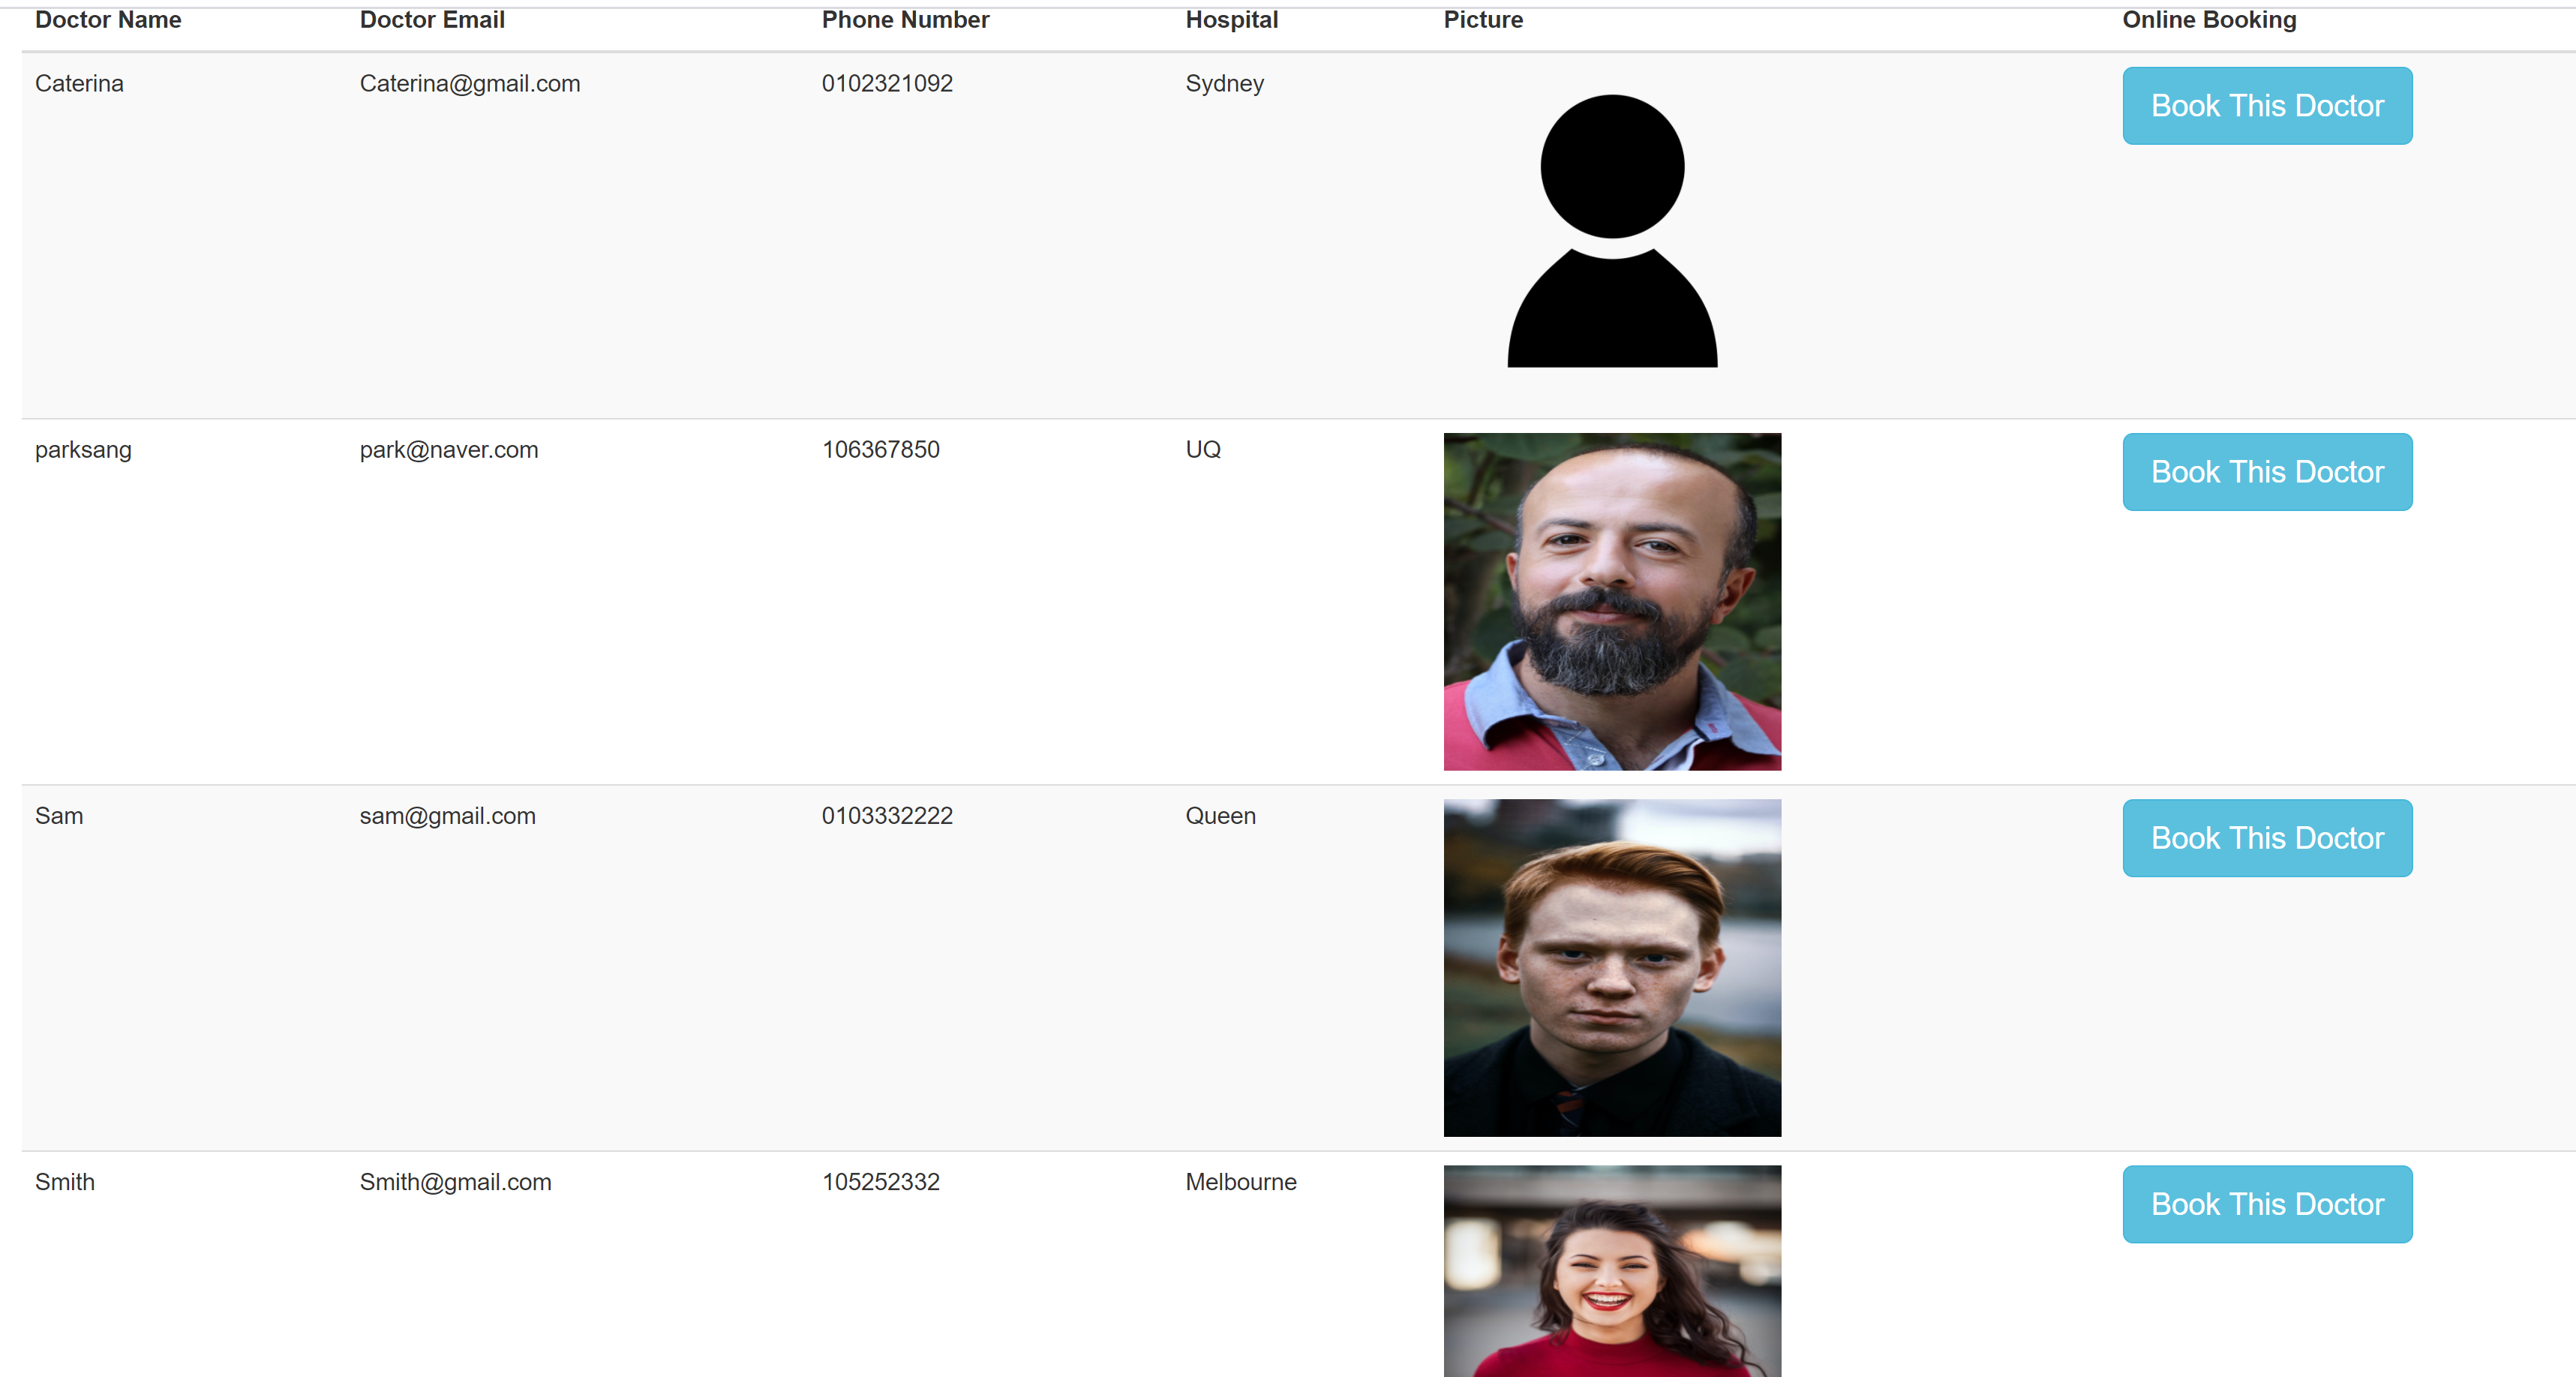 Doctor Name Doctor Email Phone Number Hospital Picture Online Booking
Caterina Caterina@gmail.com 0102321092 Sydney Book This Doctor
parksang park@naver.com 106367850 UQ Book This Doctor
Sam sam@gmail.com 0103332222 Queen Book This Doctor
Smith Smith@gmail.com 105252332 Melbourne Book This Doctor